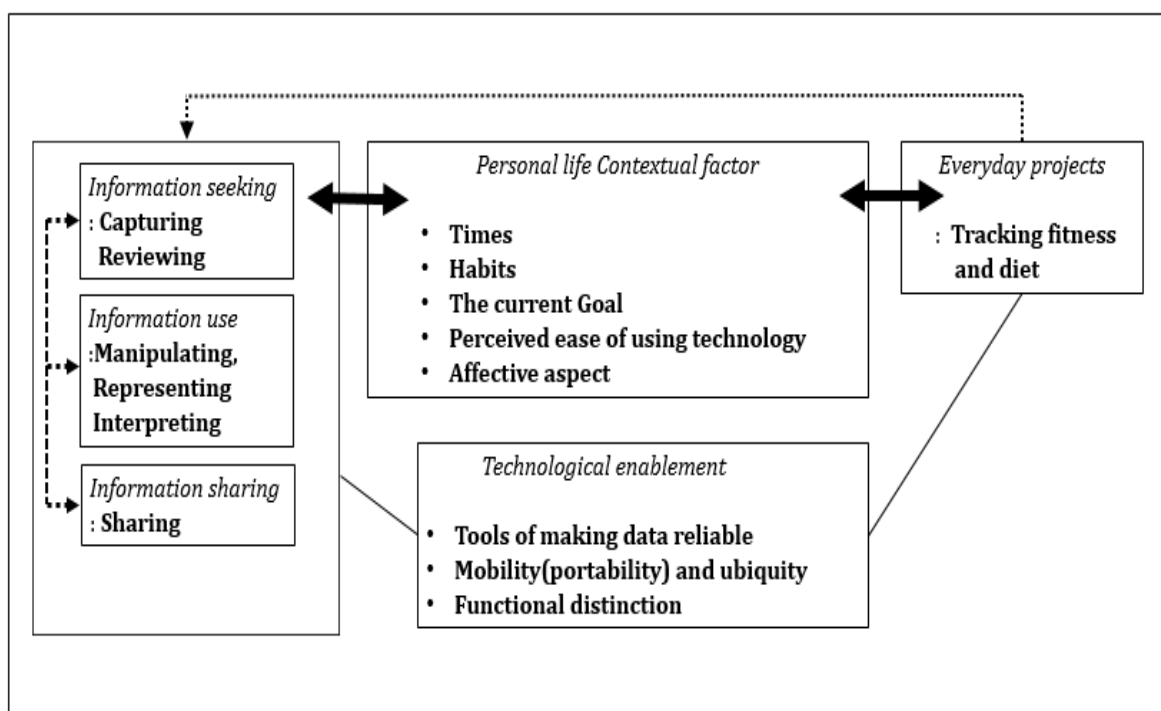 Information seeking
: Capturing
Reviewing
Information use
:Manipulating,
Representing
Interpreting
Information sharing
: Sharing
Personal life Contextual factor
• Times
• Habits
• The current Goal
• Perceived ease of using technology
• Affective aspect
Everyday projects
: Tracking fitness
and diet
Technological enablement
• Tools of making data reliable
• Mobility(portability) and ubiquity
• Functional distinction